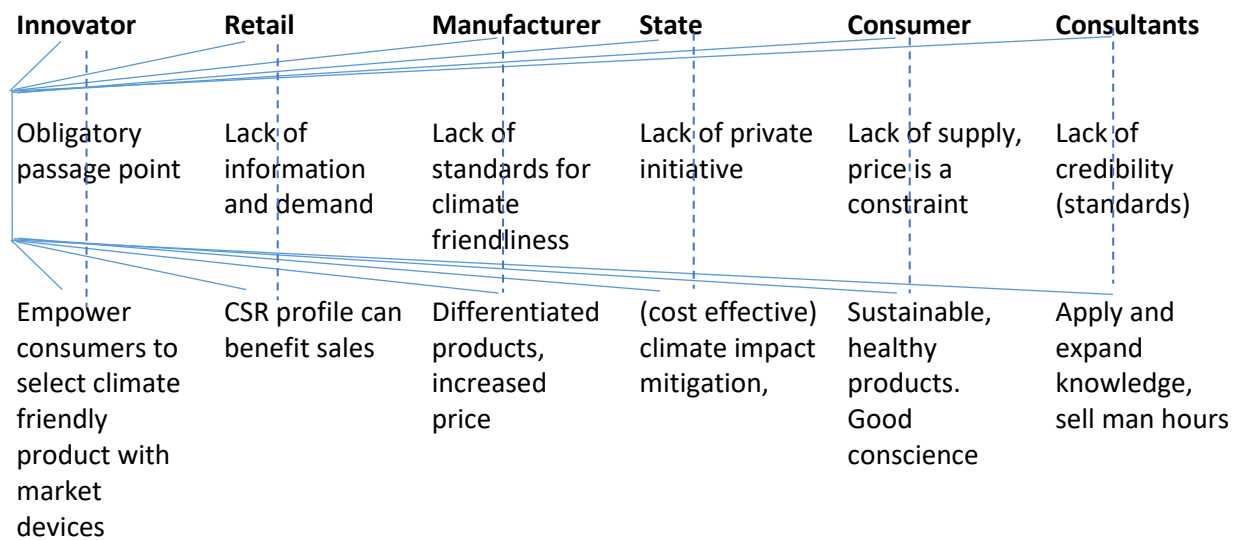 Innovator Retail Manufacturer State Consumer Consultants
Obligatory
passage point
Lack of
information
and demand
Lack of
standards for
climate
friendliness
Lack of private
initiative
Lack of supply,
price is a
constraint
Lack of
credibility
(standards)
Empower
consumers to
select climate
friendly
product with
market
devices
CSR profile can
benefit sales
Differentiated
products,
increased
price
(cost effective)
climate impact
mitigation,
Sustainable,
healthy
products.
Good
conscience
Apply and
expand
knowledge,
sell man hours